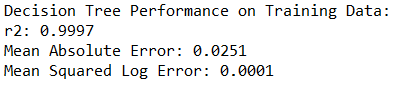 Decision Tree Performance on Training Data:
r2: 0.9997
Mean Absolute Error: 0.0251
Mean Squared Log Error: 0.0001